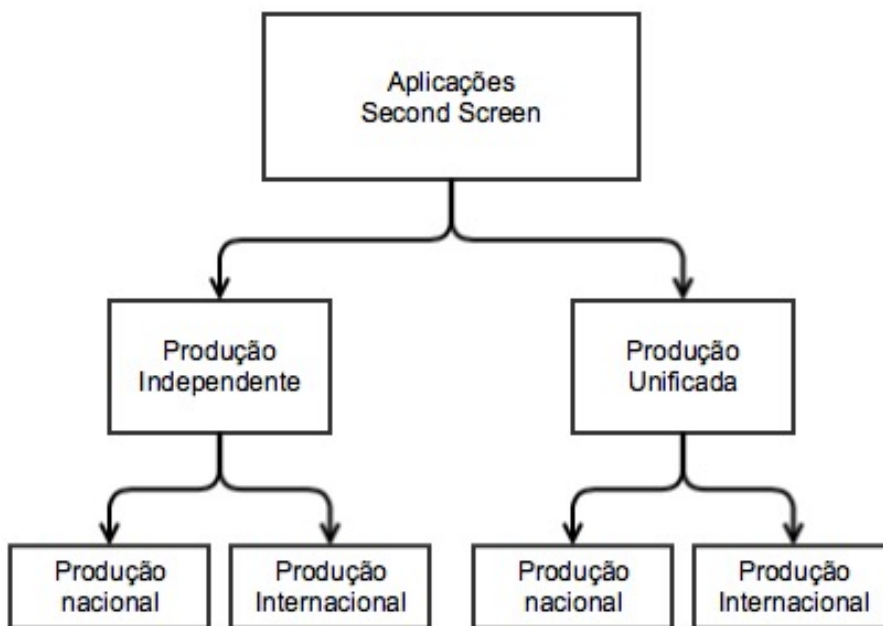 Aplicações
Second Screen
Produção
Independente
Produção
Unificada
Produção
nacional
Produção
Internacional
Produção
nacional
Produção
Internacional